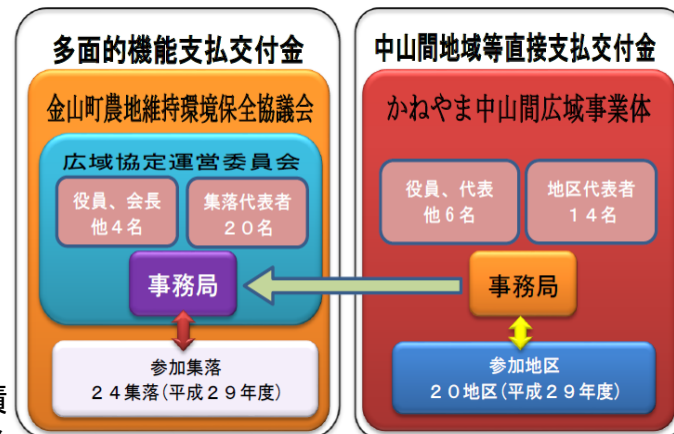 多面的機能支払交付金
金山町農地維持環境保全協議会
広域協定運営委員会
役員、会長
他４名
集落代表者
２０名
事務局
参加集落
２４集落(平成２９年度)
中山間地域等直接支払交付金
かねやま中山間広域事業体
役員、代表
他６名
地区代表者
１４名
事務局
参加地区
２０地区(平成２９年度)